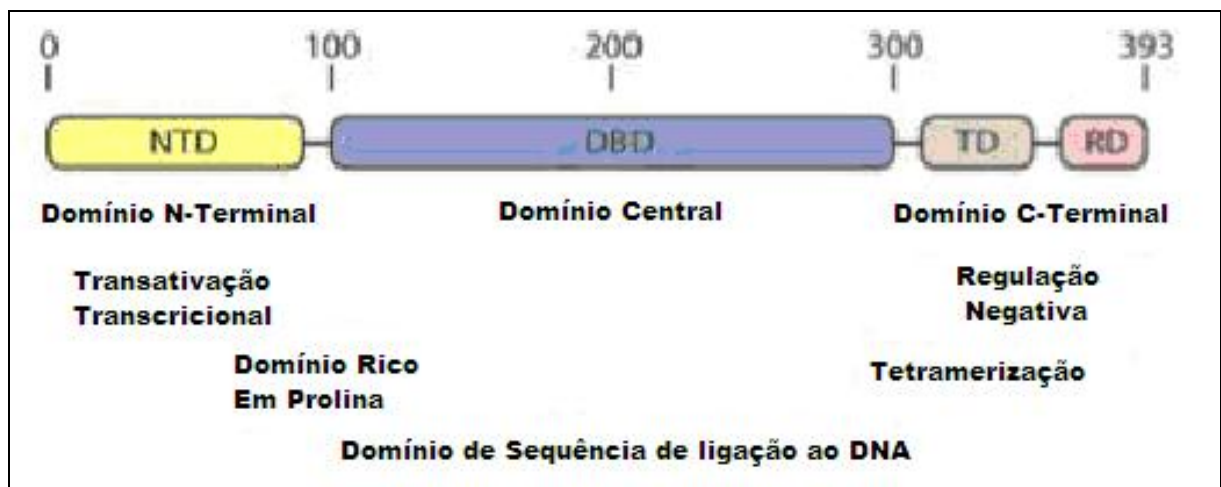 0 100 200 300 393
NTD DBD TD RD
Domínio N-Terminal Domínio Central Domínio C-Terminal
Transativação
Transcricional
Regulação
Negativa
Domínio Rico
Em Prolina
Tetramerização
Domínio de Sequência de ligação ao DNA